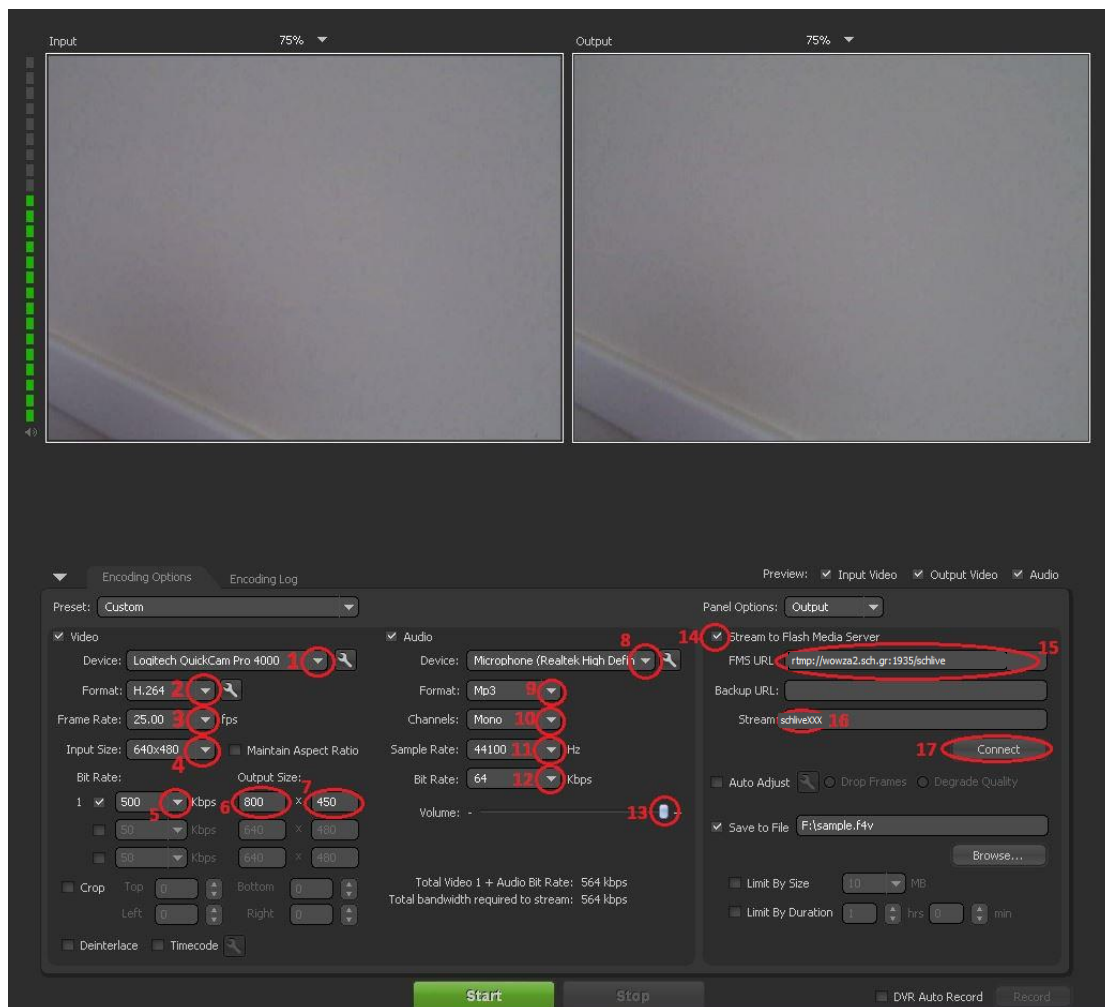 Input 75% Output 75%
Encoding Options Encoding Log Preview: Input Video Output Video Audio
Preset: Custom
Panel Options: Output
Video
Device: Logitech QuickCam Pro 4000 1
Format: H.264 2
Frame Rate: 25.00 3 fps
Input Size: 640x480 4 Maintain Aspect Ratio
Bit Rate: Output Size: 7
1 500 5 Kbps 6 800 x 450
50 Kbps 640 x 480
50 Kbps 640 x 480
Crop Top 0 Bottom 0
Left 0 Right 0
Deinterlace Timecode
Audio 8
Device: Microphone (Realtek High Defin
Format: Mp3 9
Channels: Mono 10
Sample Rate: 44100 11 Hz
Bit Rate: 64 12 Kbps
Volume: - 13 -
Total Video 1 + Audio Bit Rate: 564 kbps
Total bandwidth required to stream: 564 kbps
14 Stream to Flash Media Server 15
FMS URL rtmp://wowza2.sch.gr:1935/schlive
Backup URL:
Stream: schliveXXX 16
17 Connect
Auto Adjust Drop Frames Degrade Quality
Save to File F:\sample.f4v
Browse...
Limit By Size 10 MB
Limit By Duration 1 hrs 0 min
Start Stop DVR Auto Record Record